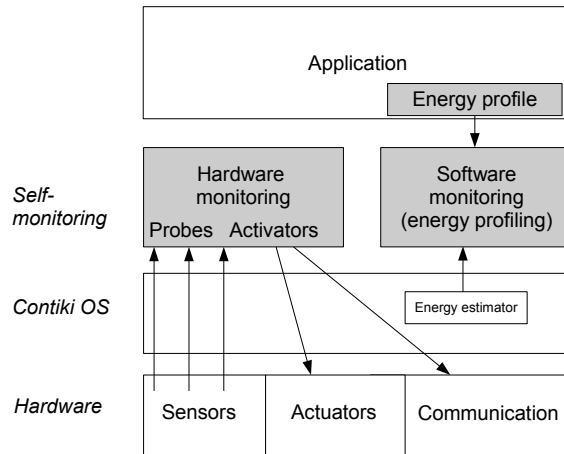 Application
Energy profile
Self-
monitoring
Hardware
monitoring
Probes Activators
Software
monitoring
(energy profiling)
Contiki OS
Energy estimator
Hardware
Sensors
Actuators
Communication